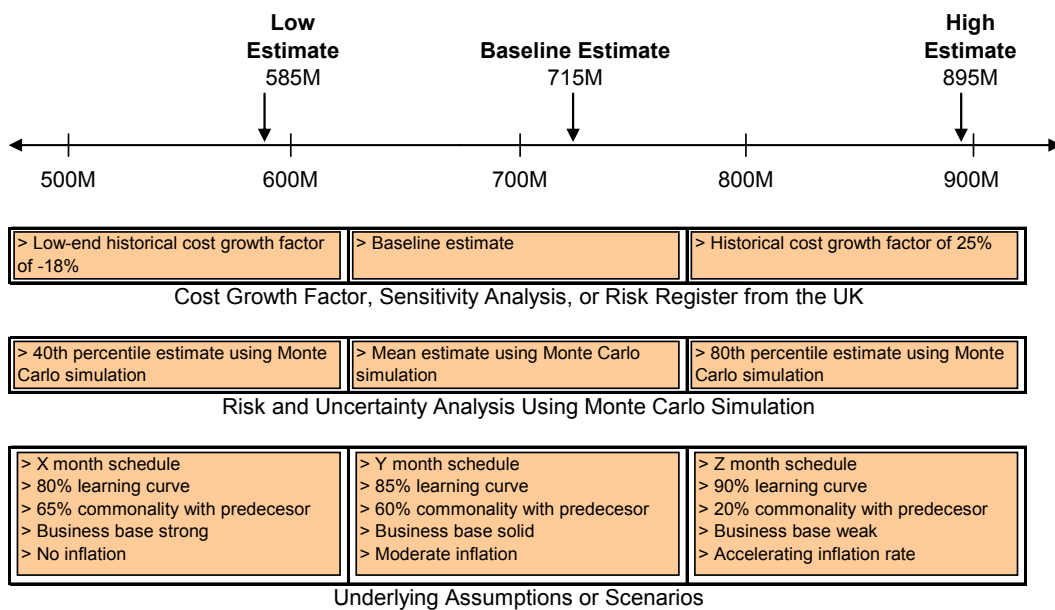 Low
Estimate
585M
Baseline Estimate
715M
High
Estimate
895M
500M
600M
700M
800M
900M
> Low-end historical cost growth factor
of -18%
> Baseline estimate
> Historical cost growth factor of 25%
Cost Growth Factor, Sensitivity Analysis, or Risk Register from the UK
> 40th percentile estimate using Monte
Carlo simulation
> Mean estimate using Monte Carlo
simulation
> 80th percentile estimate using Monte
Carlo simulation
Risk and Uncertainty Analysis Using Monte Carlo Simulation
> X month schedule
> 80% learning curve
> 65% commonality with predecesor
> Business base strong
> No inflation
> Y month schedule
> 85% learning curve
> 60% commonality with predecesor
> Business base solid
> Moderate inflation
> Z month schedule
> 90% learning curve
> 20% commonality with predecesor
> Business base weak
> Accelerating inflation rate
Underlying Assumptions or Scenarios